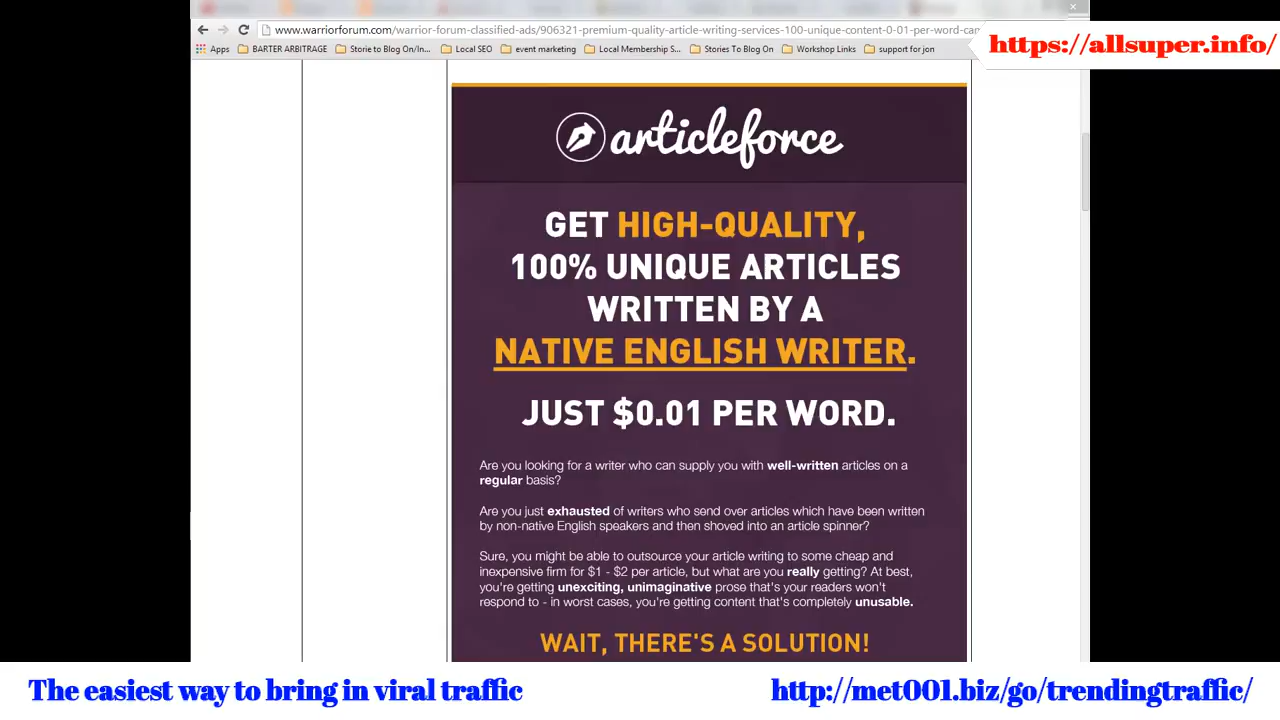 www.warriorforum.com/warrior-forum-classified-ads/906321-premium-quality-article-writing-services-100-unique-content-0-01-per-word-cap
https://allsuper.info/
Apps BARTER ARBITRAGE Storie to Blog On/In... Local SEO event marketing Local Membership S... Stories To Blog On Workshop Links support for jon
articleforce
GET HIGH-QUALITY,
100% UNIQUE ARTICLES
WRITTEN BY A
NATIVE ENGLISH WRITER.
JUST $0.01 PER WORD.
Are you looking for a writer who can supply you with well-written articles on a
regular basis?
Are you just exhausted of writers who send over articles which have been written
by non-native English speakers and then shoved into an article spinner?
Sure, you might be able to outsource your article writing to some cheap and
inexpensive firm for $1 - $2 per article, but what are you really getting? At best,
you're getting unexciting, unimaginative prose that's your readers won't
respond to - in worst cases, you're getting content that's completely unusable.
WAIT, THERE'S A SOLUTION!
The easiest way to bring in viral traffic
http://met001.biz/go/trendingtraffic/